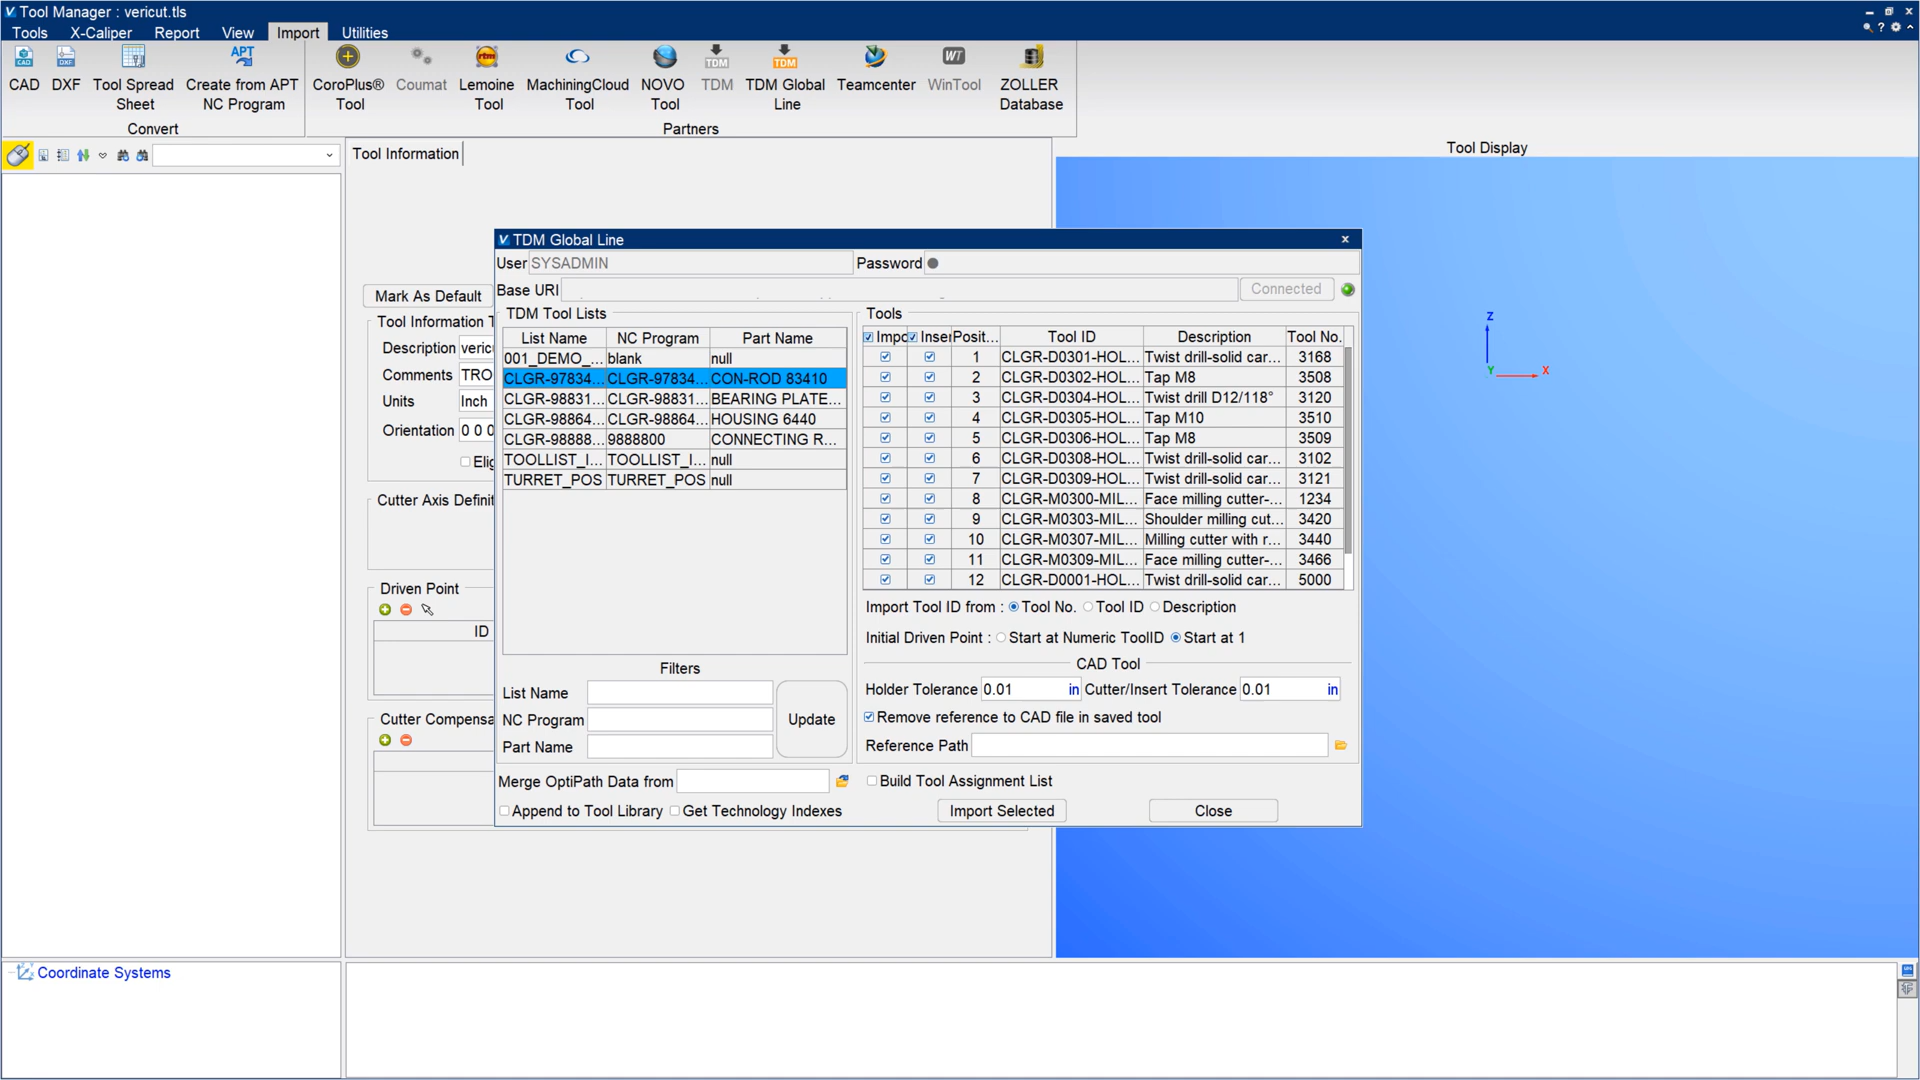 V Tool Manager : vericut.tls
Tools X-Caliper Report View Import Utilities
CAD DXF Tool Spread Sheet Create from APT NC Program CoroPlus® Tool Coumat Lemoine Tool MachiningCloud Tool NOVO Tool TDM TDM Global Line Teamcenter WinTool ZOLLER Database
Convert Partners
Tool Information
Tool Display
Mark As Default
Tool Information T
Description veric
Comments TRO
Units Inch
Orientation 0 0 0
Elig
Cutter Axis Defini
Driven Point
ID
Cutter Compensa
V TDM Global Line
User SYSADMIN Password
Base URI Connected
TDM Tool Lists
List Name NC Program Part Name
001_DEMO_... blank null
CLGR-97834... CLGR-97834... CON-ROD 83410
CLGR-98831... CLGR-98831... BEARING PLATE...
CLGR-98864... CLGR-98864... HOUSING 6440
CLGR-98888... 9888800 CONNECTING R...
TOOLLIST_I... TOOLLIST_I... null
TURRET_POS TURRET_POS null
Filters
List Name
NC Program
Part Name
Update
Merge OptiPath Data from
Append to Tool Library Get Technology Indexes
Tools
Impo Inser Posit... Tool ID Description Tool No.
1 CLGR-D0301-HOL... Twist drill-solid car... 3168
2 CLGR-D0302-HOL... Tap M8 3508
3 CLGR-D0304-HOL... Twist drill D12/118° 3120
4 CLGR-D0305-HOL... Tap M10 3510
5 CLGR-D0306-HOL... Tap M8 3509
6 CLGR-D0308-HOL... Twist drill-solid car... 3102
7 CLGR-D0309-HOL... Twist drill-solid car... 3121
8 CLGR-M0300-MIL... Face milling cutter-... 1234
9 CLGR-M0303-MIL... Shoulder milling cut... 3420
10 CLGR-M0307-MIL... Milling cutter with r... 3440
11 CLGR-M0309-MIL... Face milling cutter-... 3466
12 CLGR-D0001-HOL... Twist drill-solid car... 5000
Import Tool ID from : Tool No. Tool ID Description
Initial Driven Point : Start at Numeric ToolID Start at 1
CAD Tool
Holder Tolerance 0.01 in Cutter/Insert Tolerance 0.01 in
Remove reference to CAD file in saved tool
Reference Path
Build Tool Assignment List
Import Selected Close
Z
Y X
Coordinate Systems